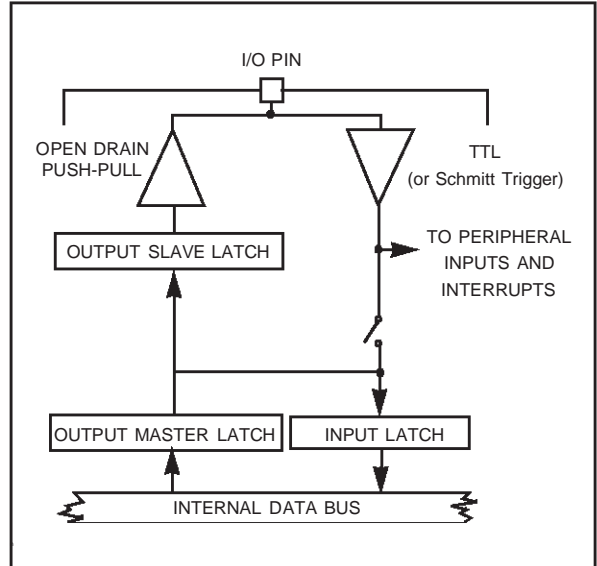 I/O PIN
OPEN DRAIN
PUSH-PULL
TTL
(or Schmitt Trigger)
OUTPUT SLAVE LATCH
TO PERIPHERAL
INPUTS AND
INTERRUPTS
OUTPUT MASTER LATCH
INPUT LATCH
INTERNAL DATA BUS